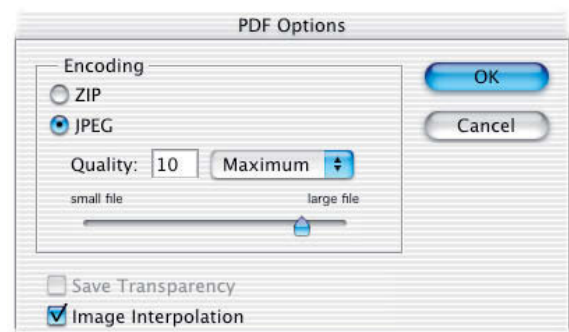 PDF Options
Encoding
ZIP
JPEG
Quality: 10 Maximum
small file large file
Save Transparency
Image Interpolation
OK
Cancel